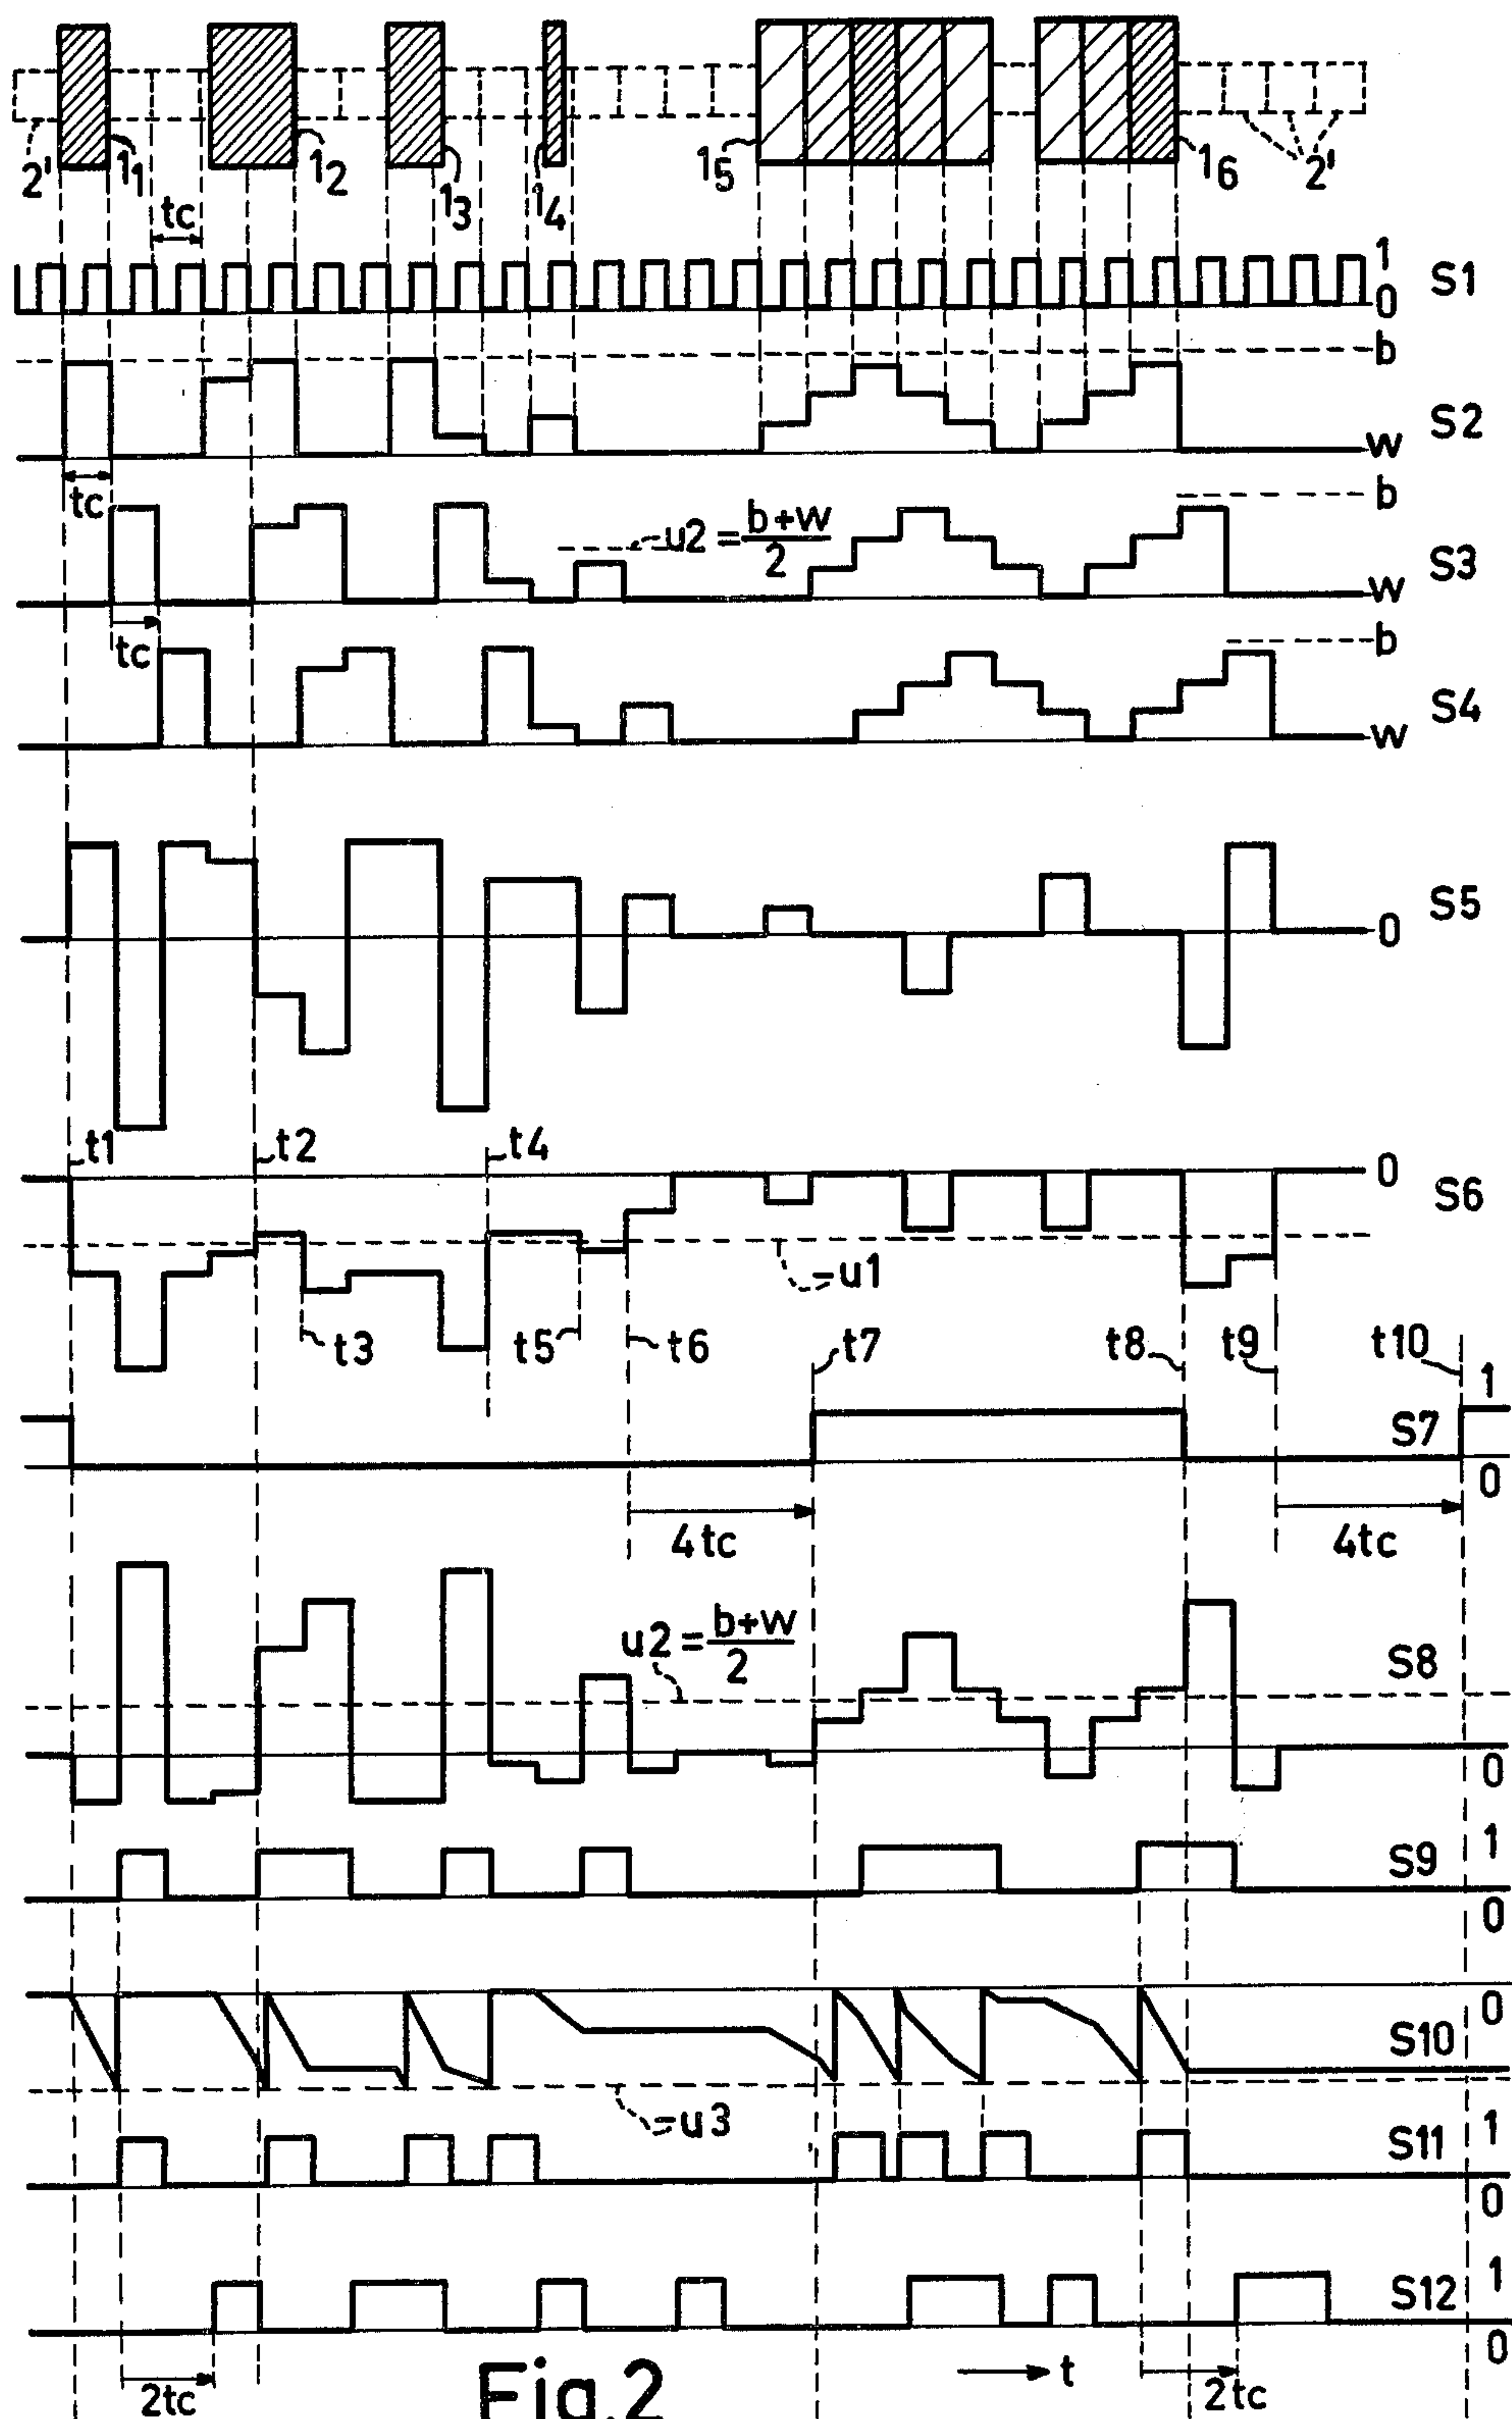 2' 1₁ 1₂ 1₃ 1₄ 1₅ 1₆ 2'
tc
1
0 S1
b
S2
w
tc
b
u2 = b+w/2
S3
w
tc
b
S4
w
S5
0
t1 t2 t4
0
S6
-u1
t3 t5 t6 t7 t8 t9 t10
1
S7
0
4tc 4tc
u2 = b+w/2
S8
0
1
S9
0
0
S10
-u3
1
S11
0
1
S12
0
2tc t 2tc
Fig.2